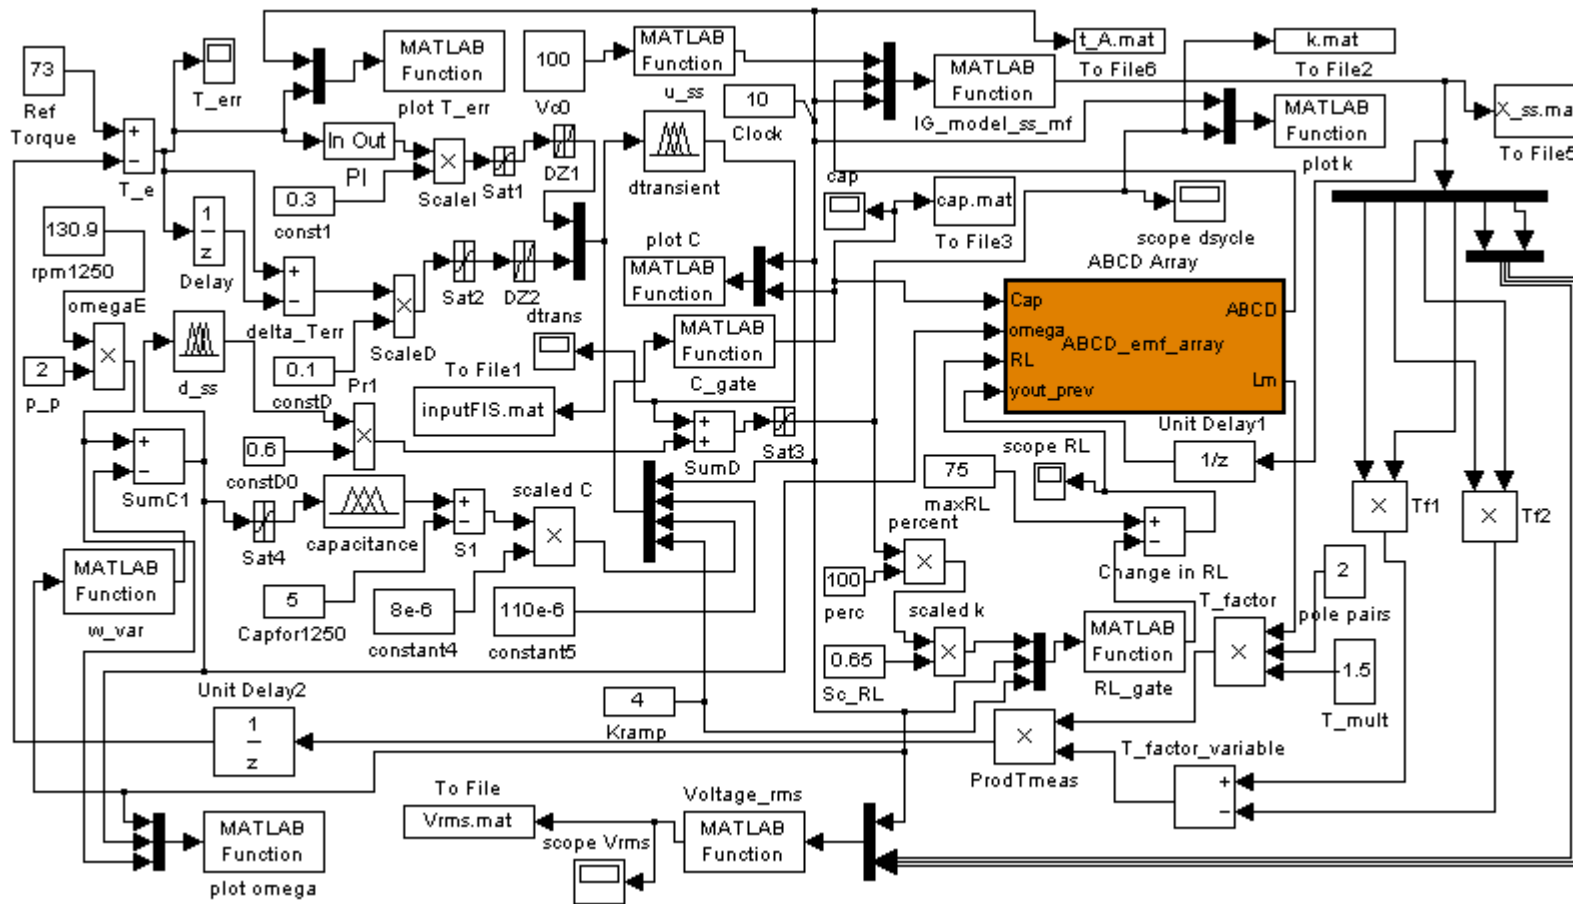 73
Ref
Torque
T_err
MATLAB
Function
plot T_err
100
Vc0
MATLAB
Function
u_ss
10
Clock
MATLAB
Function
IG_model_ss_mf
t_A.mat
To File6
k.mat
To File2
MATLAB
Function
plot k
X_ss.ma
To File5
+
−
T_e
In Out
PI
0.3
const1
×
ScaleI
Sat1
DZ1
dtransient
cap
cap.mat
To File3
scope dsycle
130.9
rpm1250
1
z
Delay
+
−
delta_Terr
×
ScaleD
Sat2
DZ2
0.1
constD
plot C
MATLAB
Function
ABCD Array
Cap
omega
RL
yout_prev
ABCD_emf_array
ABCD
Lm
omegaE
×
2
p_p
d_ss
dtrans
MATLAB
Function
C_gate
To File1
inputFIS.mat
Pr1
×
0.6
constD0
+
+
SumD
Sat3
Unit Delay1
1/z
scope RL
75
maxRL
+
−
Change in RL
×
Tf1
×
Tf2
+
−
SumC1
Sat4
capacitance
+
−
S1
scaled C
×
5
Capfor1250
8e-6
constant4
110e-6
constant5
percent
×
100
perc
scaled k
×
0.65
Sc_RL
MATLAB
Function
RL_gate
T_factor
×
2
pole pairs
1.5
T_mult
MATLAB
Function
w_var
Unit Delay2
1
z
4
Kramp
×
ProdTmeas
T_factor_variable
+
−
To File
Vrms.mat
scope Vrms
Voltage_rms
MATLAB
Function
MATLAB
Function
plot omega